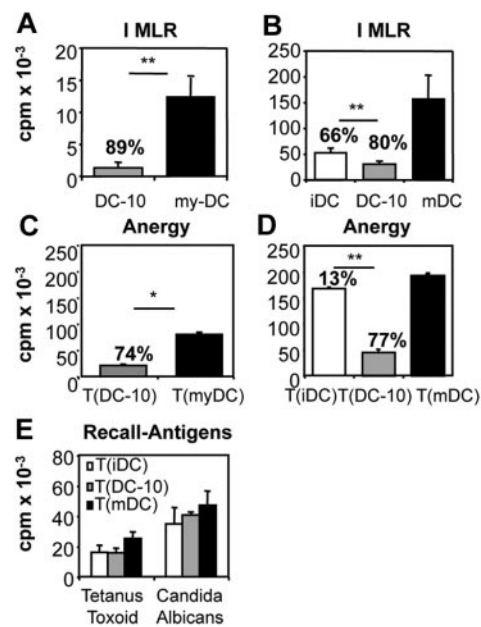 A
I MLR
cpm x 10⁻³
15
10
5
0
89%
**
DC-10
my-DC
B
I MLR
250
200
150
100
50
0
66%
**
80%
iDC
DC-10
mDC
C
Anergy
cpm x 10⁻³
250
200
150
100
50
0
74%
*
T(DC-10)
T(myDC)
D
Anergy
250
200
150
100
50
0
13%
**
77%
T(iDC)T(DC-10) T(mDC)
E
Recall-Antigens
cpm x 10⁻³
80
60
40
20
0
T(iDC)
T(DC-10)
T(mDC)
Tetanus
Toxoid
Candida
Albicans